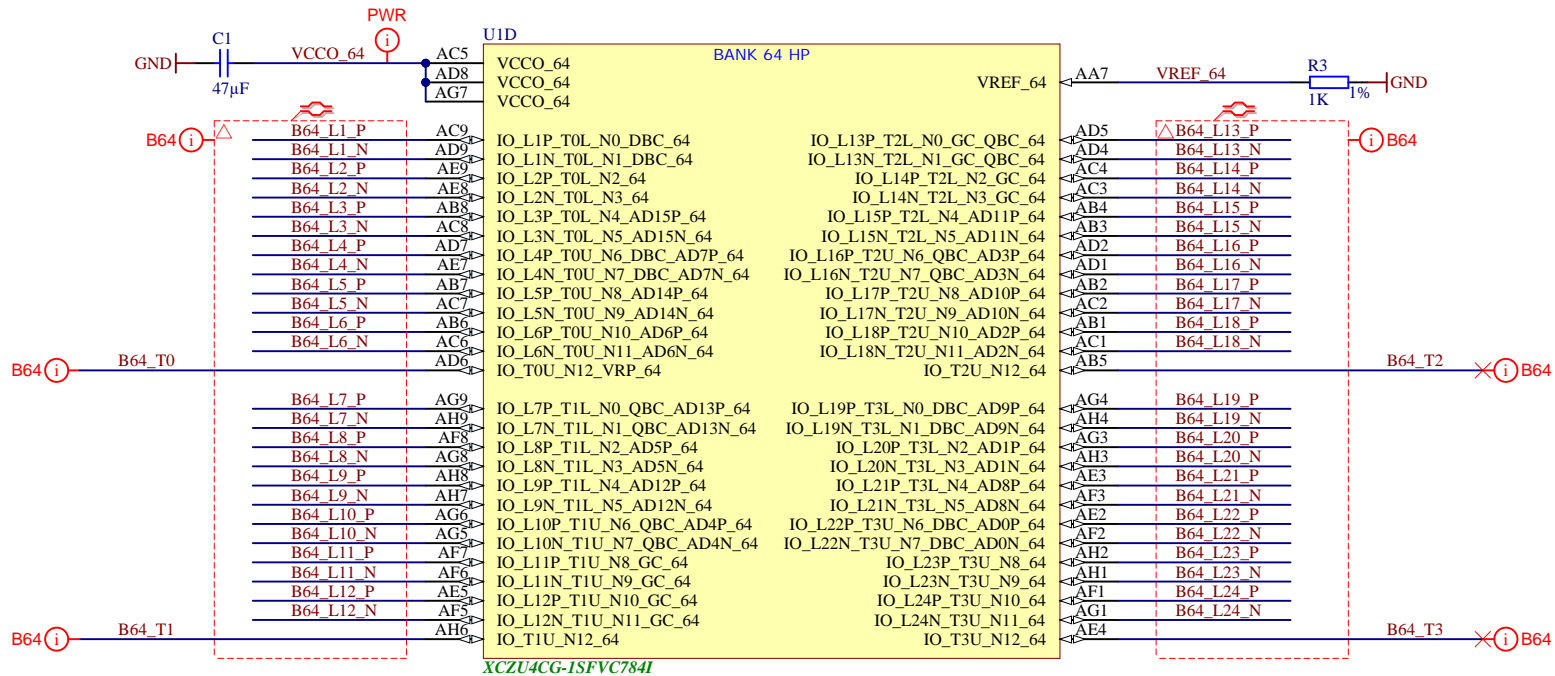 PWR
C1
U1D
GND
VCCO_64
AC5
VCCO_64
BANK 64 HP
R3
AD8
VCCO_64
VREF_64
AA7
VREF_64
GND
47µF
AG7
VCCO_64
1K
1%
B64
B64_L1_P
AC9
IO_L1P_T0L_N0_DBC_64
IO_L13P_T2L_N0_GC_QBC_64
AD5
B64_L13_P
B64
B64_L1_N
AD9
IO_L1N_T0L_N1_DBC_64
IO_L13N_T2L_N1_GC_QBC_64
AD4
B64_L13_N
B64_L2_P
AE9
IO_L2P_T0L_N2_64
IO_L14P_T2L_N2_GC_64
AC4
B64_L14_P
B64_L2_N
AE8
IO_L2N_T0L_N3_64
IO_L14N_T2L_N3_GC_64
AC3
B64_L14_N
B64_L3_P
AB8
IO_L3P_T0L_N4_AD15P_64
IO_L15P_T2L_N4_AD11P_64
AB4
B64_L15_P
B64_L3_N
AC8
IO_L3N_T0L_N5_AD15N_64
IO_L15N_T2L_N5_AD11N_64
AB3
B64_L15_N
B64_L4_P
AD7
IO_L4P_T0U_N6_DBC_AD7P_64
IO_L16P_T2U_N6_QBC_AD3P_64
AD2
B64_L16_P
B64_L4_N
AE7
IO_L4N_T0U_N7_DBC_AD7N_64
IO_L16N_T2U_N7_QBC_AD3N_64
AD1
B64_L16_N
B64_L5_P
AB7
IO_L5P_T0U_N8_AD14P_64
IO_L17P_T2U_N8_AD10P_64
AB2
B64_L17_P
B64_L5_N
AC7
IO_L5N_T0U_N9_AD14N_64
IO_L17N_T2U_N9_AD10N_64
AC2
B64_L17_N
B64_L6_P
AB6
IO_L6P_T0U_N10_AD6P_64
IO_L18P_T2U_N10_AD2P_64
AB1
B64_L18_P
B64_L6_N
AC6
IO_L6N_T0U_N11_AD6N_64
IO_L18N_T2U_N11_AD2N_64
AC1
B64_L18_N
B64
B64_T0
AD6
IO_T0U_N12_VRP_64
IO_T2U_N12_64
AB5
B64_T2
B64
B64_L7_P
AG9
IO_L7P_T1L_N0_QBC_AD13P_64
IO_L19P_T3L_N0_DBC_AD9P_64
AG4
B64_L19_P
B64_L7_N
AH9
IO_L7N_T1L_N1_QBC_AD13N_64
IO_L19N_T3L_N1_DBC_AD9N_64
AH4
B64_L19_N
B64_L8_P
AF8
IO_L8P_T1L_N2_AD5P_64
IO_L20P_T3L_N2_AD1P_64
AG3
B64_L20_P
B64_L8_N
AG8
IO_L8N_T1L_N3_AD5N_64
IO_L20N_T3L_N3_AD1N_64
AH3
B64_L20_N
B64_L9_P
AH8
IO_L9P_T1L_N4_AD12P_64
IO_L21P_T3L_N4_AD8P_64
AE3
B64_L21_P
B64_L9_N
AH7
IO_L9N_T1L_N5_AD12N_64
IO_L21N_T3L_N5_AD8N_64
AF3
B64_L21_N
B64_L10_P
AG6
IO_L10P_T1U_N6_QBC_AD4P_64
IO_L22P_T3U_N6_DBC_AD0P_64
AE2
B64_L22_P
B64_L10_N
AG5
IO_L10N_T1U_N7_QBC_AD4N_64
IO_L22N_T3U_N7_DBC_AD0N_64
AF2
B64_L22_N
B64_L11_P
AF7
IO_L11P_T1U_N8_GC_64
IO_L23P_T3U_N8_64
AH2
B64_L23_P
B64_L11_N
AF6
IO_L11N_T1U_N9_GC_64
IO_L23N_T3U_N9_64
AH1
B64_L23_N
B64_L12_P
AE5
IO_L12P_T1U_N10_GC_64
IO_L24P_T3U_N10_64
AF1
B64_L24_P
B64_L12_N
AF5
IO_L12N_T1U_N11_GC_64
IO_L24N_T3U_N11_64
AG1
B64_L24_N
B64
B64_T1
AH6
IO_T1U_N12_64
IO_T3U_N12_64
AE4
B64_T3
B64
XCZU4CG-1SFVC784I